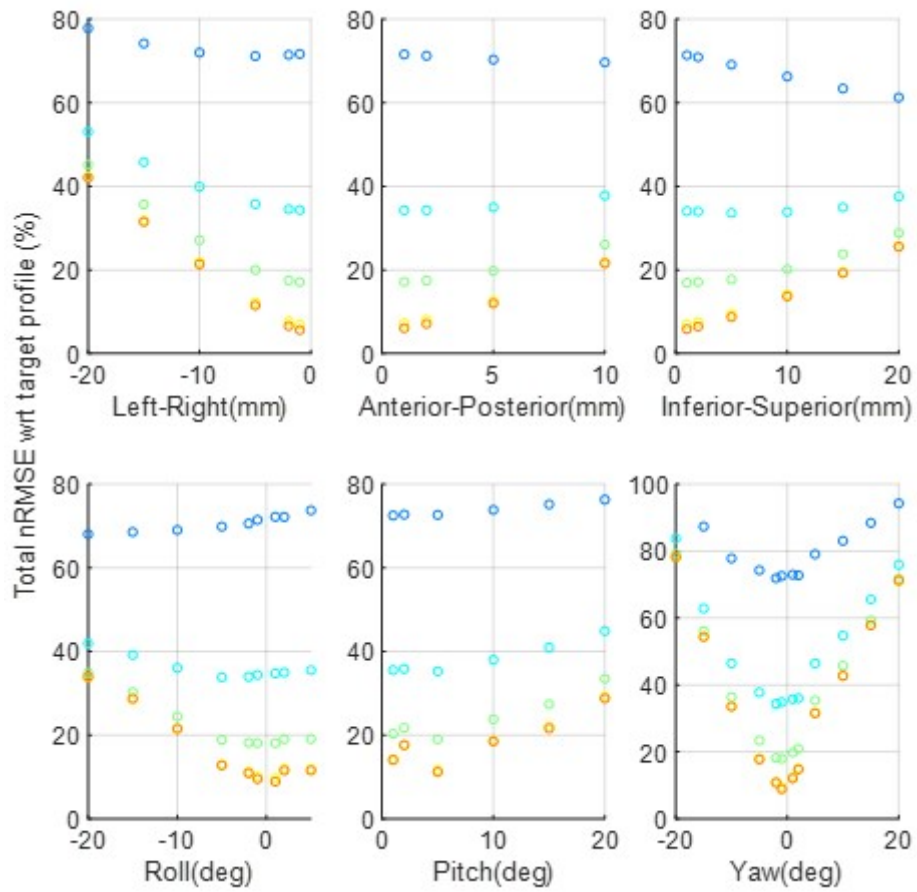 Total nRMSE wrt target profile (%)
80
60
40
20
0
-20 -10 0
Left-Right(mm)
0 5 10
Anterior-Posterior(mm)
80
60
40
20
0
0 10 20
Inferior-Superior(mm)
80
60
40
20
0
80
60
40
20
0
-20 -10 0
Roll(deg)
80
60
40
20
0
0 10 20
Pitch(deg)
100
80
60
40
20
0
-20 0 20
Yaw(deg)